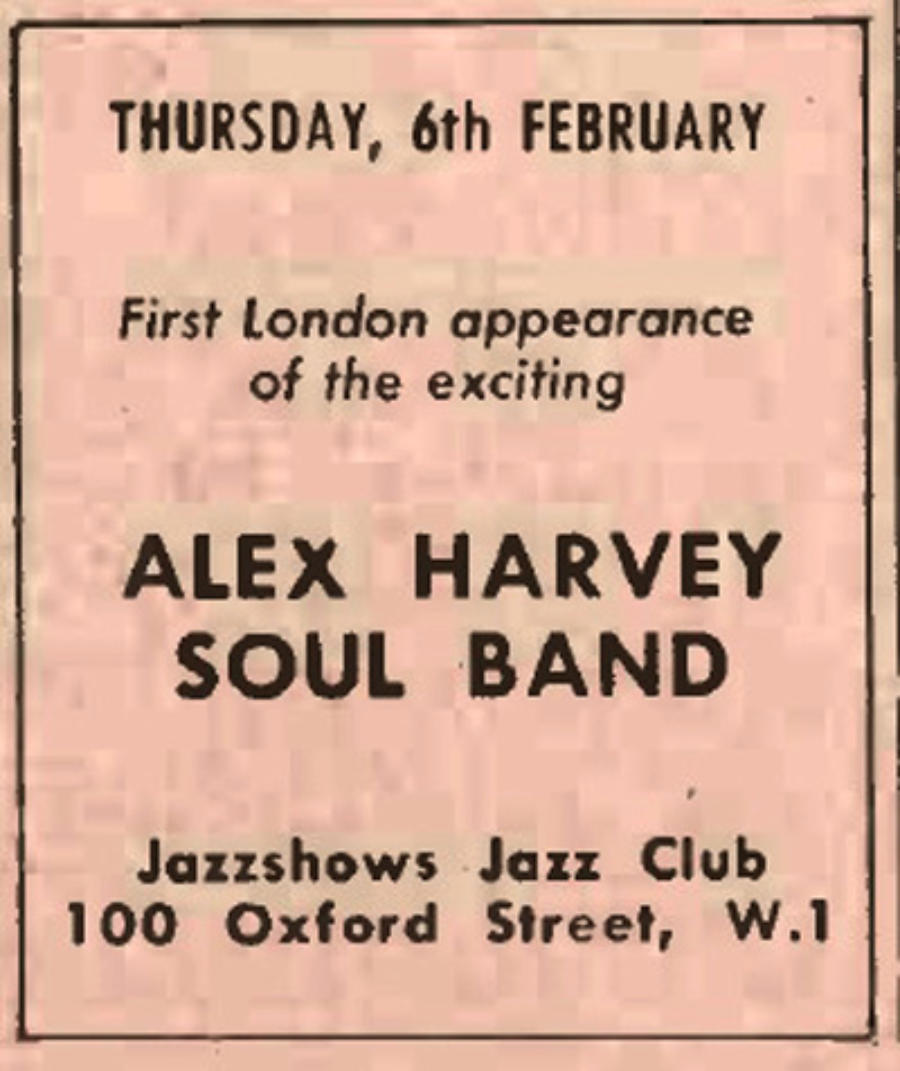 THURSDAY, 6th FEBRUARY
First London appearance
of the exciting
ALEX HARVEY
SOUL BAND
Jazzshows Jazz Club
100 Oxford Street, W.1